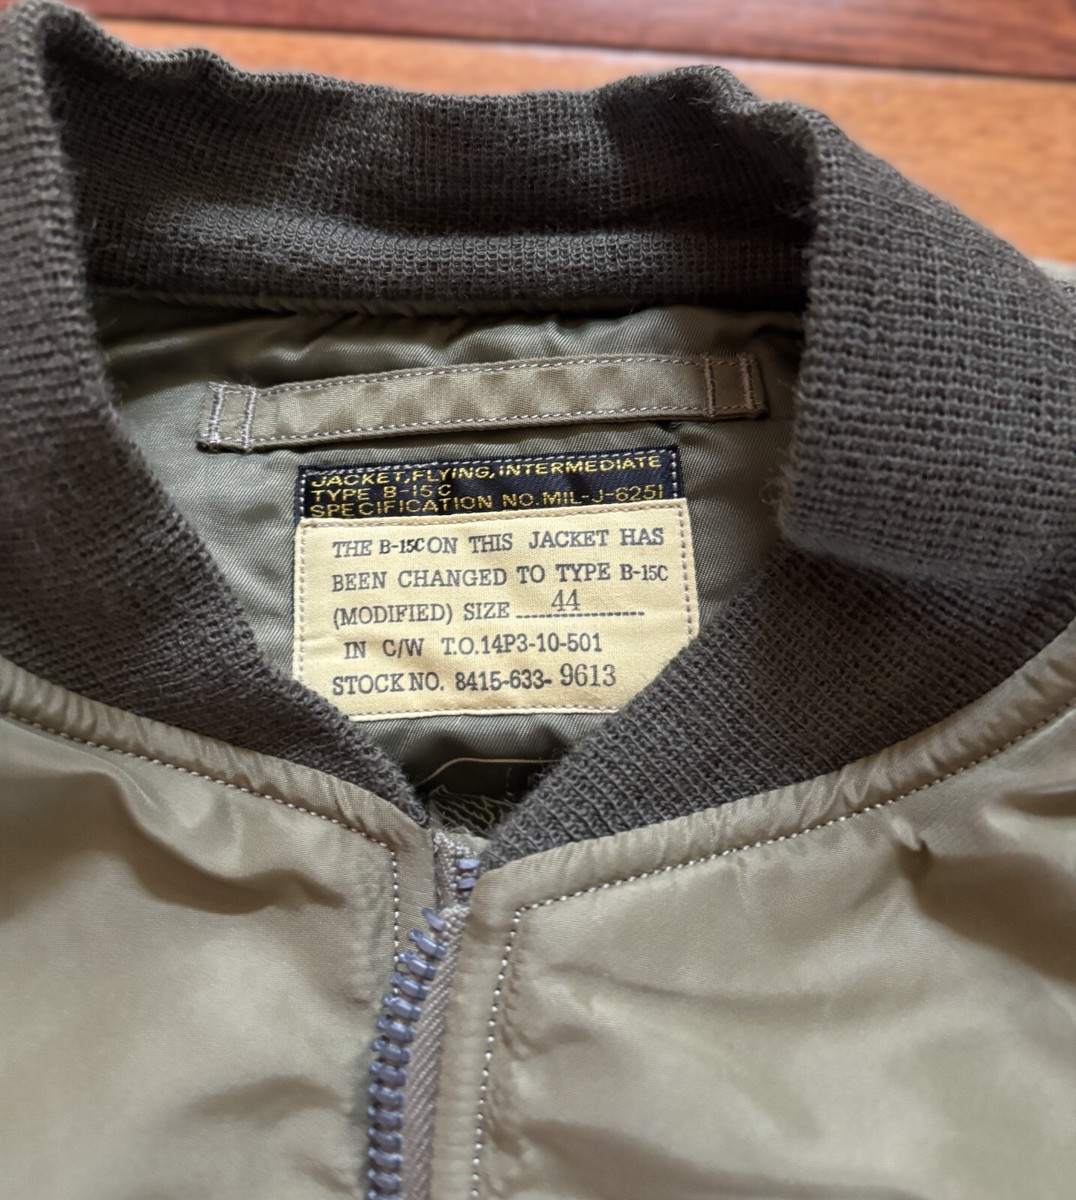 JACKET, FLYING, INTERMEDIATE
TYPE B-15C
SPECIFICATION NO. MIL-J-6251
THE B-15C ON THIS JACKET HAS
BEEN CHANGED TO TYPE B-15C
(MODIFIED) SIZE 44
IN C/W T.O.14P3-10-501
STOCK NO. 8415-633-9613